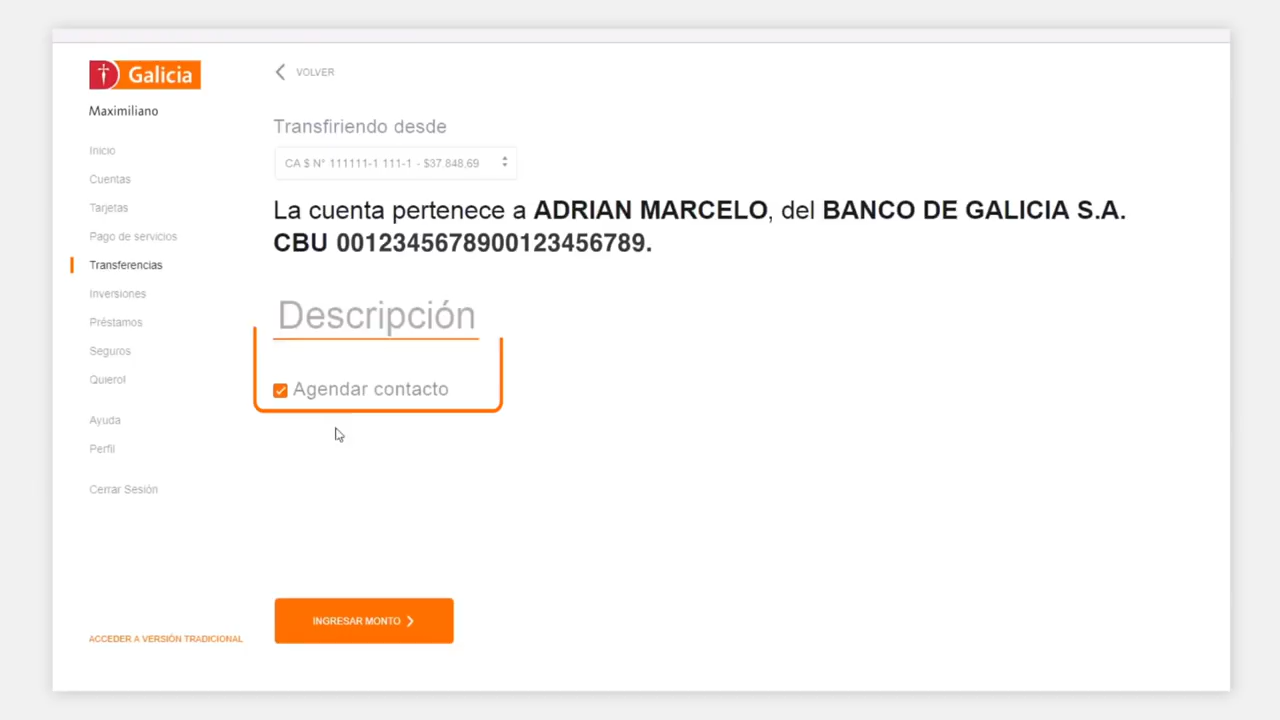 Galicia
Maximiliano
Inicio
Cuentas
Tarjetas
Pago de servicios
Transferencias
Inversiones
Préstamos
Seguros
Quiero!
Ayuda
Perfil
Cerrar Sesión
ACCEDER A VERSIÓN TRADICIONAL
VOLVER
Transfiriendo desde
CA $ N° 111111-1 111-1 - $37.848,69
La cuenta pertenece a ADRIAN MARCELO, del BANCO DE GALICIA S.A.
CBU 0012345678900123456789.
Descripción
Agendar contacto
INGRESAR MONTO